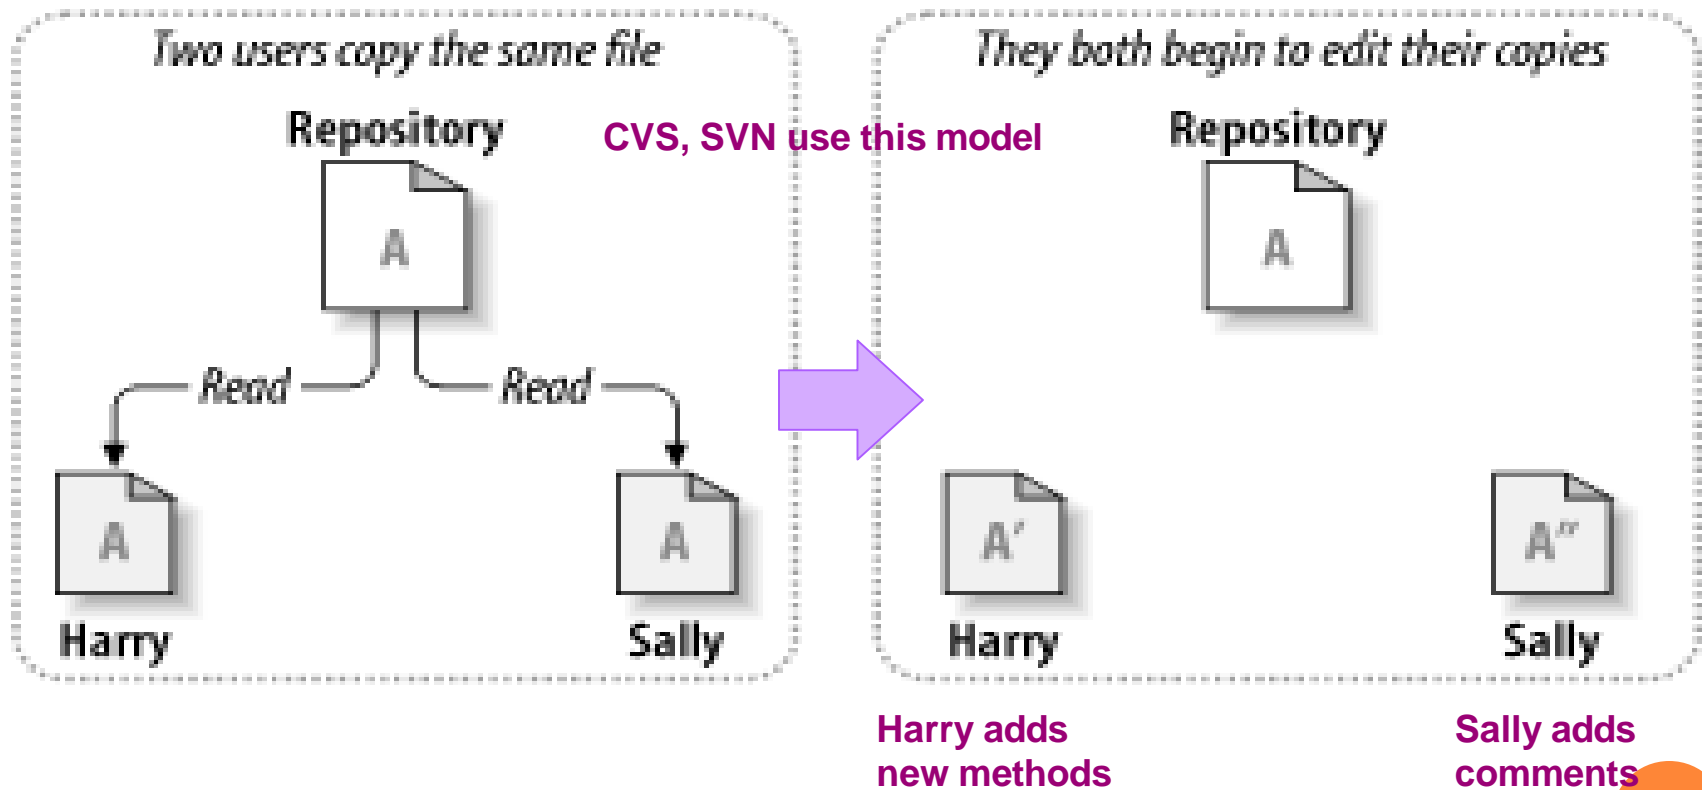 Two users copy the same file
Repository
A
Read Read
A A
Harry Sally
CVS, SVN use this model
They both begin to edit their copies
Repository
A
A' A"
Harry Sally
Harry adds
new methods
Sally adds
comments